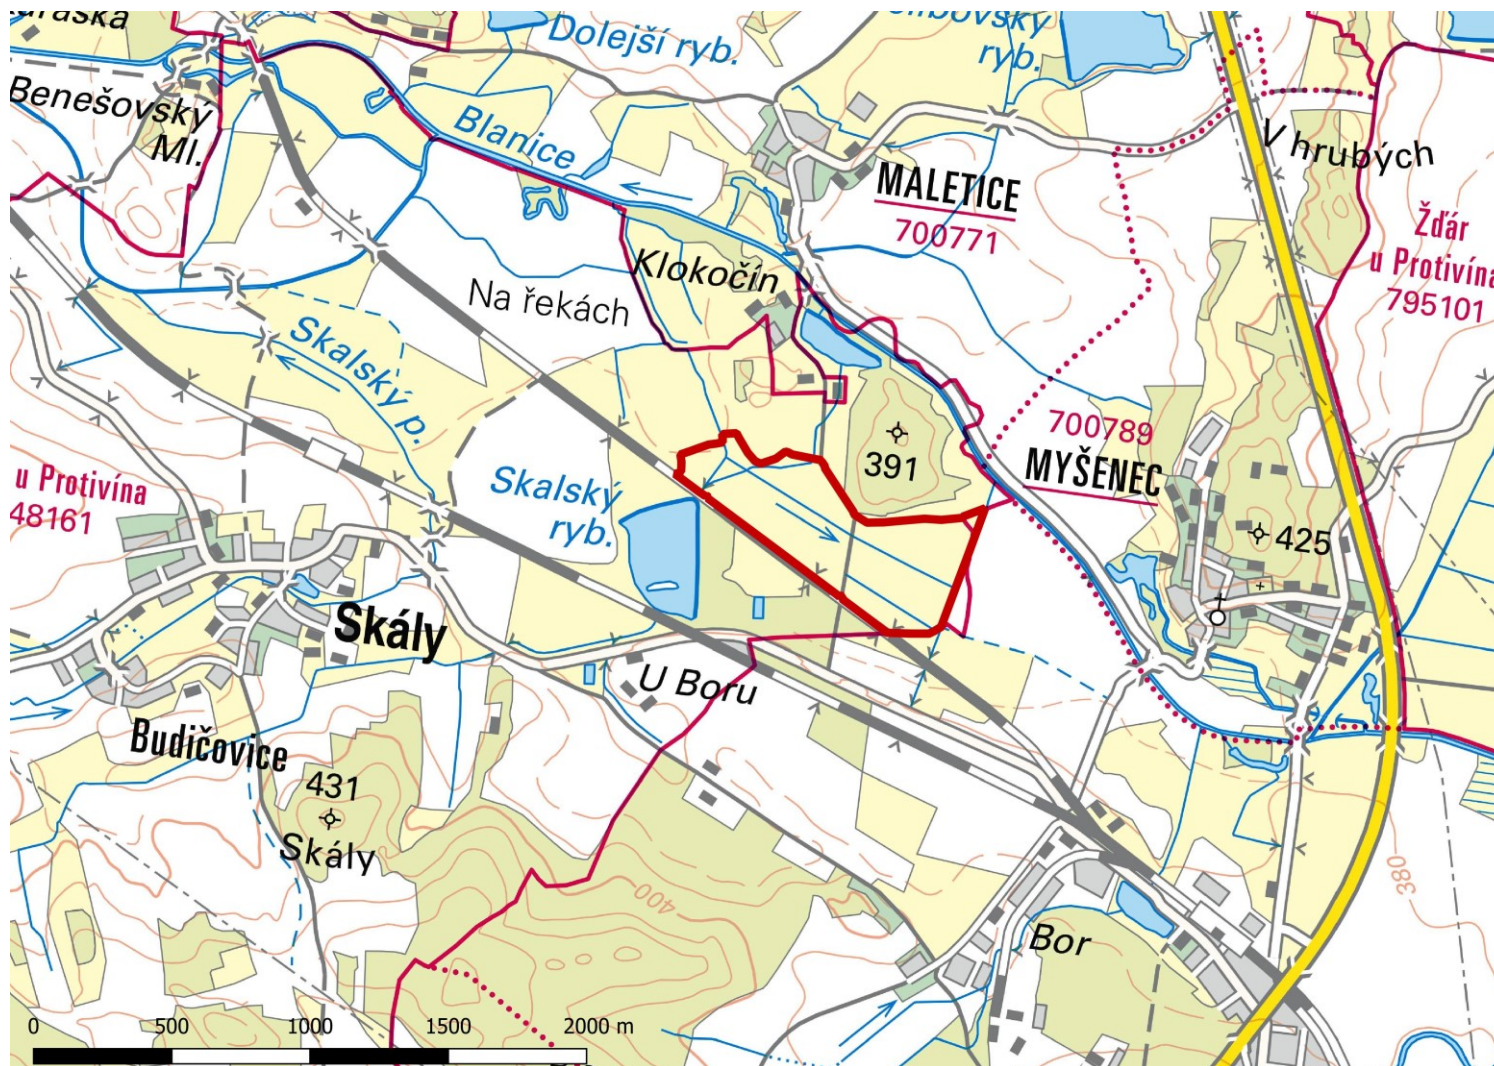 Dolejší ryb.
ryb.
Benešovský
Ml.
Blanice
V hrubých
MALETICE
700771
Žďár
u Protivína
795101
Klokočín
Na řekách
Skalský p.
700789
MYŠENEC
391
425
u Protivína
48161
Skalský
ryb.
Skály
U Boru
Budičovice
431
Skály
400
380
Bor
0 500 1000 1500 2000 m